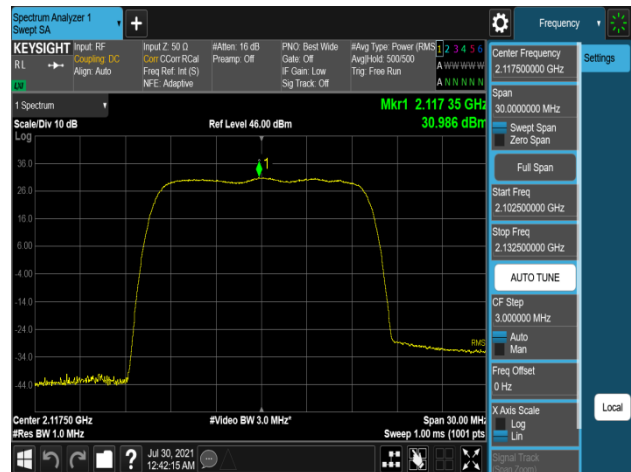 Spectrum Analyzer 1
Swept SA
+
Frequency
KEYSIGHT
RL
LXI
Input: RF
Coupling: DC
Align: Auto
Input Z: 50 Ω
Corr CCorr RCal
Freq Ref: Int (S)
NFE: Adaptive
#Atten: 16 dB
Preamp: Off
PNO: Best Wide
Gate: Off
IF Gain: Low
Sig Track: Off
#Avg Type: Power (RMS
Avg|Hold: 500/500
Trig: Free Run
1 2 3 4 5 6
A W W W W W
A N N N N N
Center Frequency
2.117500000 GHz
Settings
Span
30.0000000 MHz
Swept Span
Zero Span
Full Span
Start Freq
2.102500000 GHz
Stop Freq
2.132500000 GHz
AUTO TUNE
CF Step
3.000000 MHz
Auto
Man
Freq Offset
0 Hz
X Axis Scale
Log
Lin
Local
Signal Track
(Span Zoom)
1 Spectrum
Mkr1 2.117 35 GHz
30.986 dBm
Scale/Div 10 dB
Ref Level 46.00 dBm
Log
36.0
26.0
16.0
6.00
-4.00
-14.0
-24.0
-34.0
-44.0
1
RMS
Center 2.11750 GHz
#Video BW 3.0 MHz*
Span 30.00 MHz
#Res BW 1.0 MHz
Sweep 1.00 ms (1001 pts
?
Jul 30, 2021
12:42:15 AM